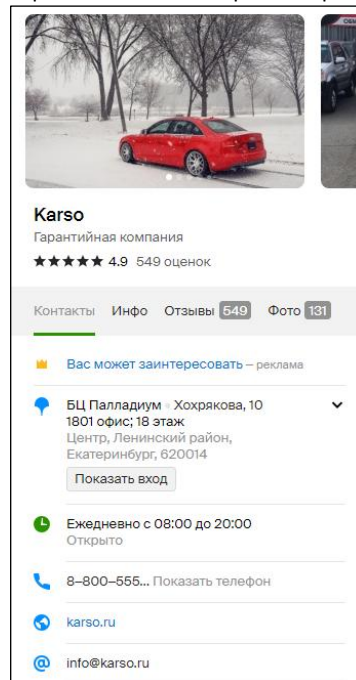 Karso
Гарантийная компания
★★★★★ 4.9 549 оценок
Контакты Инфо Отзывы 549 Фото 131
Вас может заинтересовать – реклама
БЦ Палладиум • Хохрякова, 10
1801 офис; 18 этаж
Центр, Ленинский район,
Екатеринбург, 620014
Показать вход
Ежедневно с 08:00 до 20:00
Открыто
8–800–555... Показать телефон
karso.ru
@ info@karso.ru